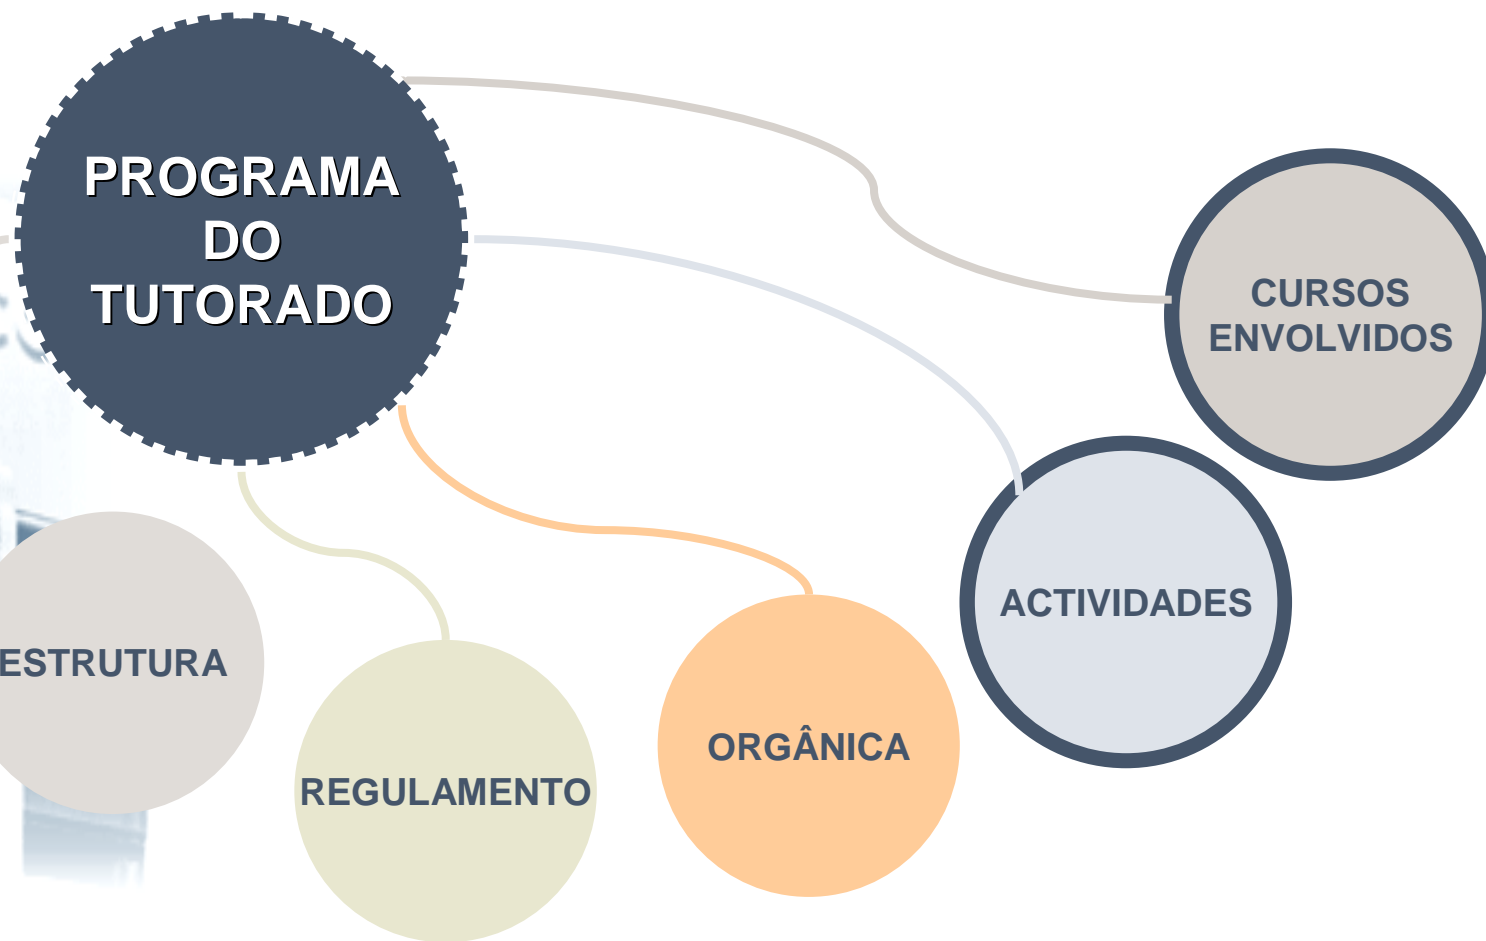 PROGRAMA
DO
TUTORADO
CURSOS
ENVOLVIDOS
ACTIVIDADES
ESTRUTURA
ORGÂNICA
REGULAMENTO